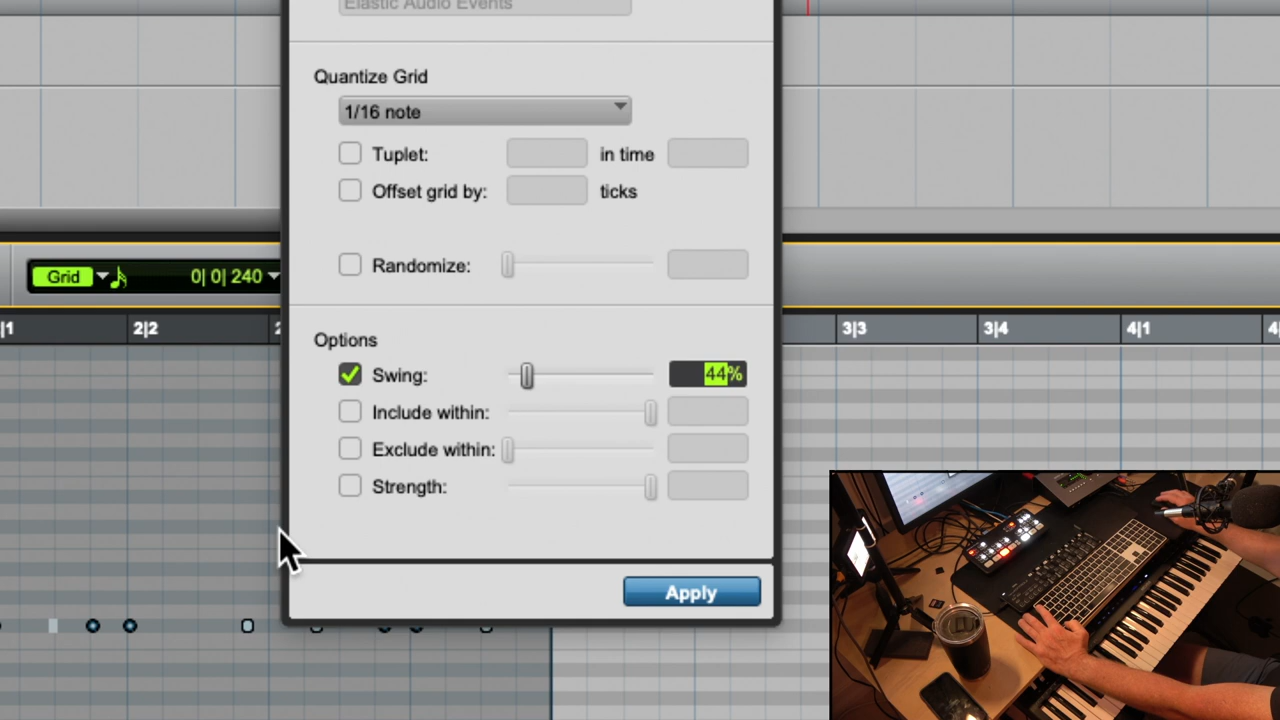 Elastic Audio Events
Quantize Grid
1/16 note
Tuplet:
in time
Offset grid by:
ticks
Randomize:
Grid
0| 0| 240
|1
2|2
2
3|3
3|4
4|1
4|
Options
Swing:
44%
Include within:
Exclude within:
Strength:
Apply